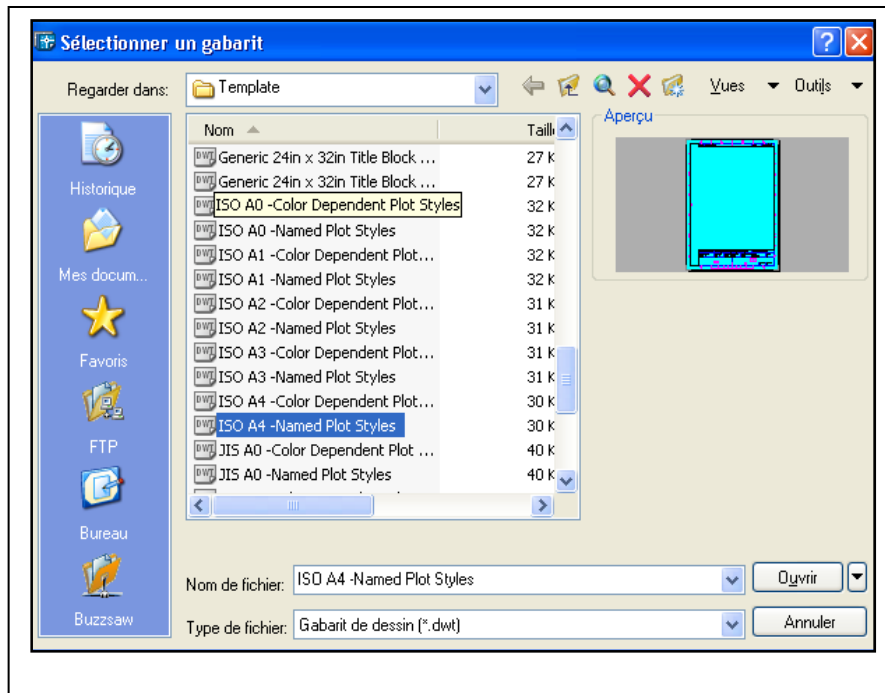 Sélectionner un gabarit
Regarder dans: Template Vues Outils
Historique
Mes docum...
Favoris
FTP
Bureau
Buzzsaw
Nom Taill
Generic 24in x 32in Title Block ... 27 K
Generic 24in x 32in Title Block ... 27 K
ISO A0 -Color Dependent Plot Styles 32 K
ISO A0 -Named Plot Styles 32 K
ISO A1 -Color Dependent Plot... 32 K
ISO A1 -Named Plot Styles 32 K
ISO A2 -Color Dependent Plot... 31 K
ISO A2 -Named Plot Styles 31 K
ISO A3 -Color Dependent Plot... 31 K
ISO A3 -Named Plot Styles 31 K
ISO A4 -Color Dependent Plot... 30 K
ISO A4 -Named Plot Styles 30 K
JIS A0 -Color Dependent Plot ... 40 K
JIS A0 -Named Plot Styles 40 K
Aperçu
Nom de fichier: ISO A4 -Named Plot Styles Ouvrir
Type de fichier: Gabarit de dessin (*.dwt) Annuler